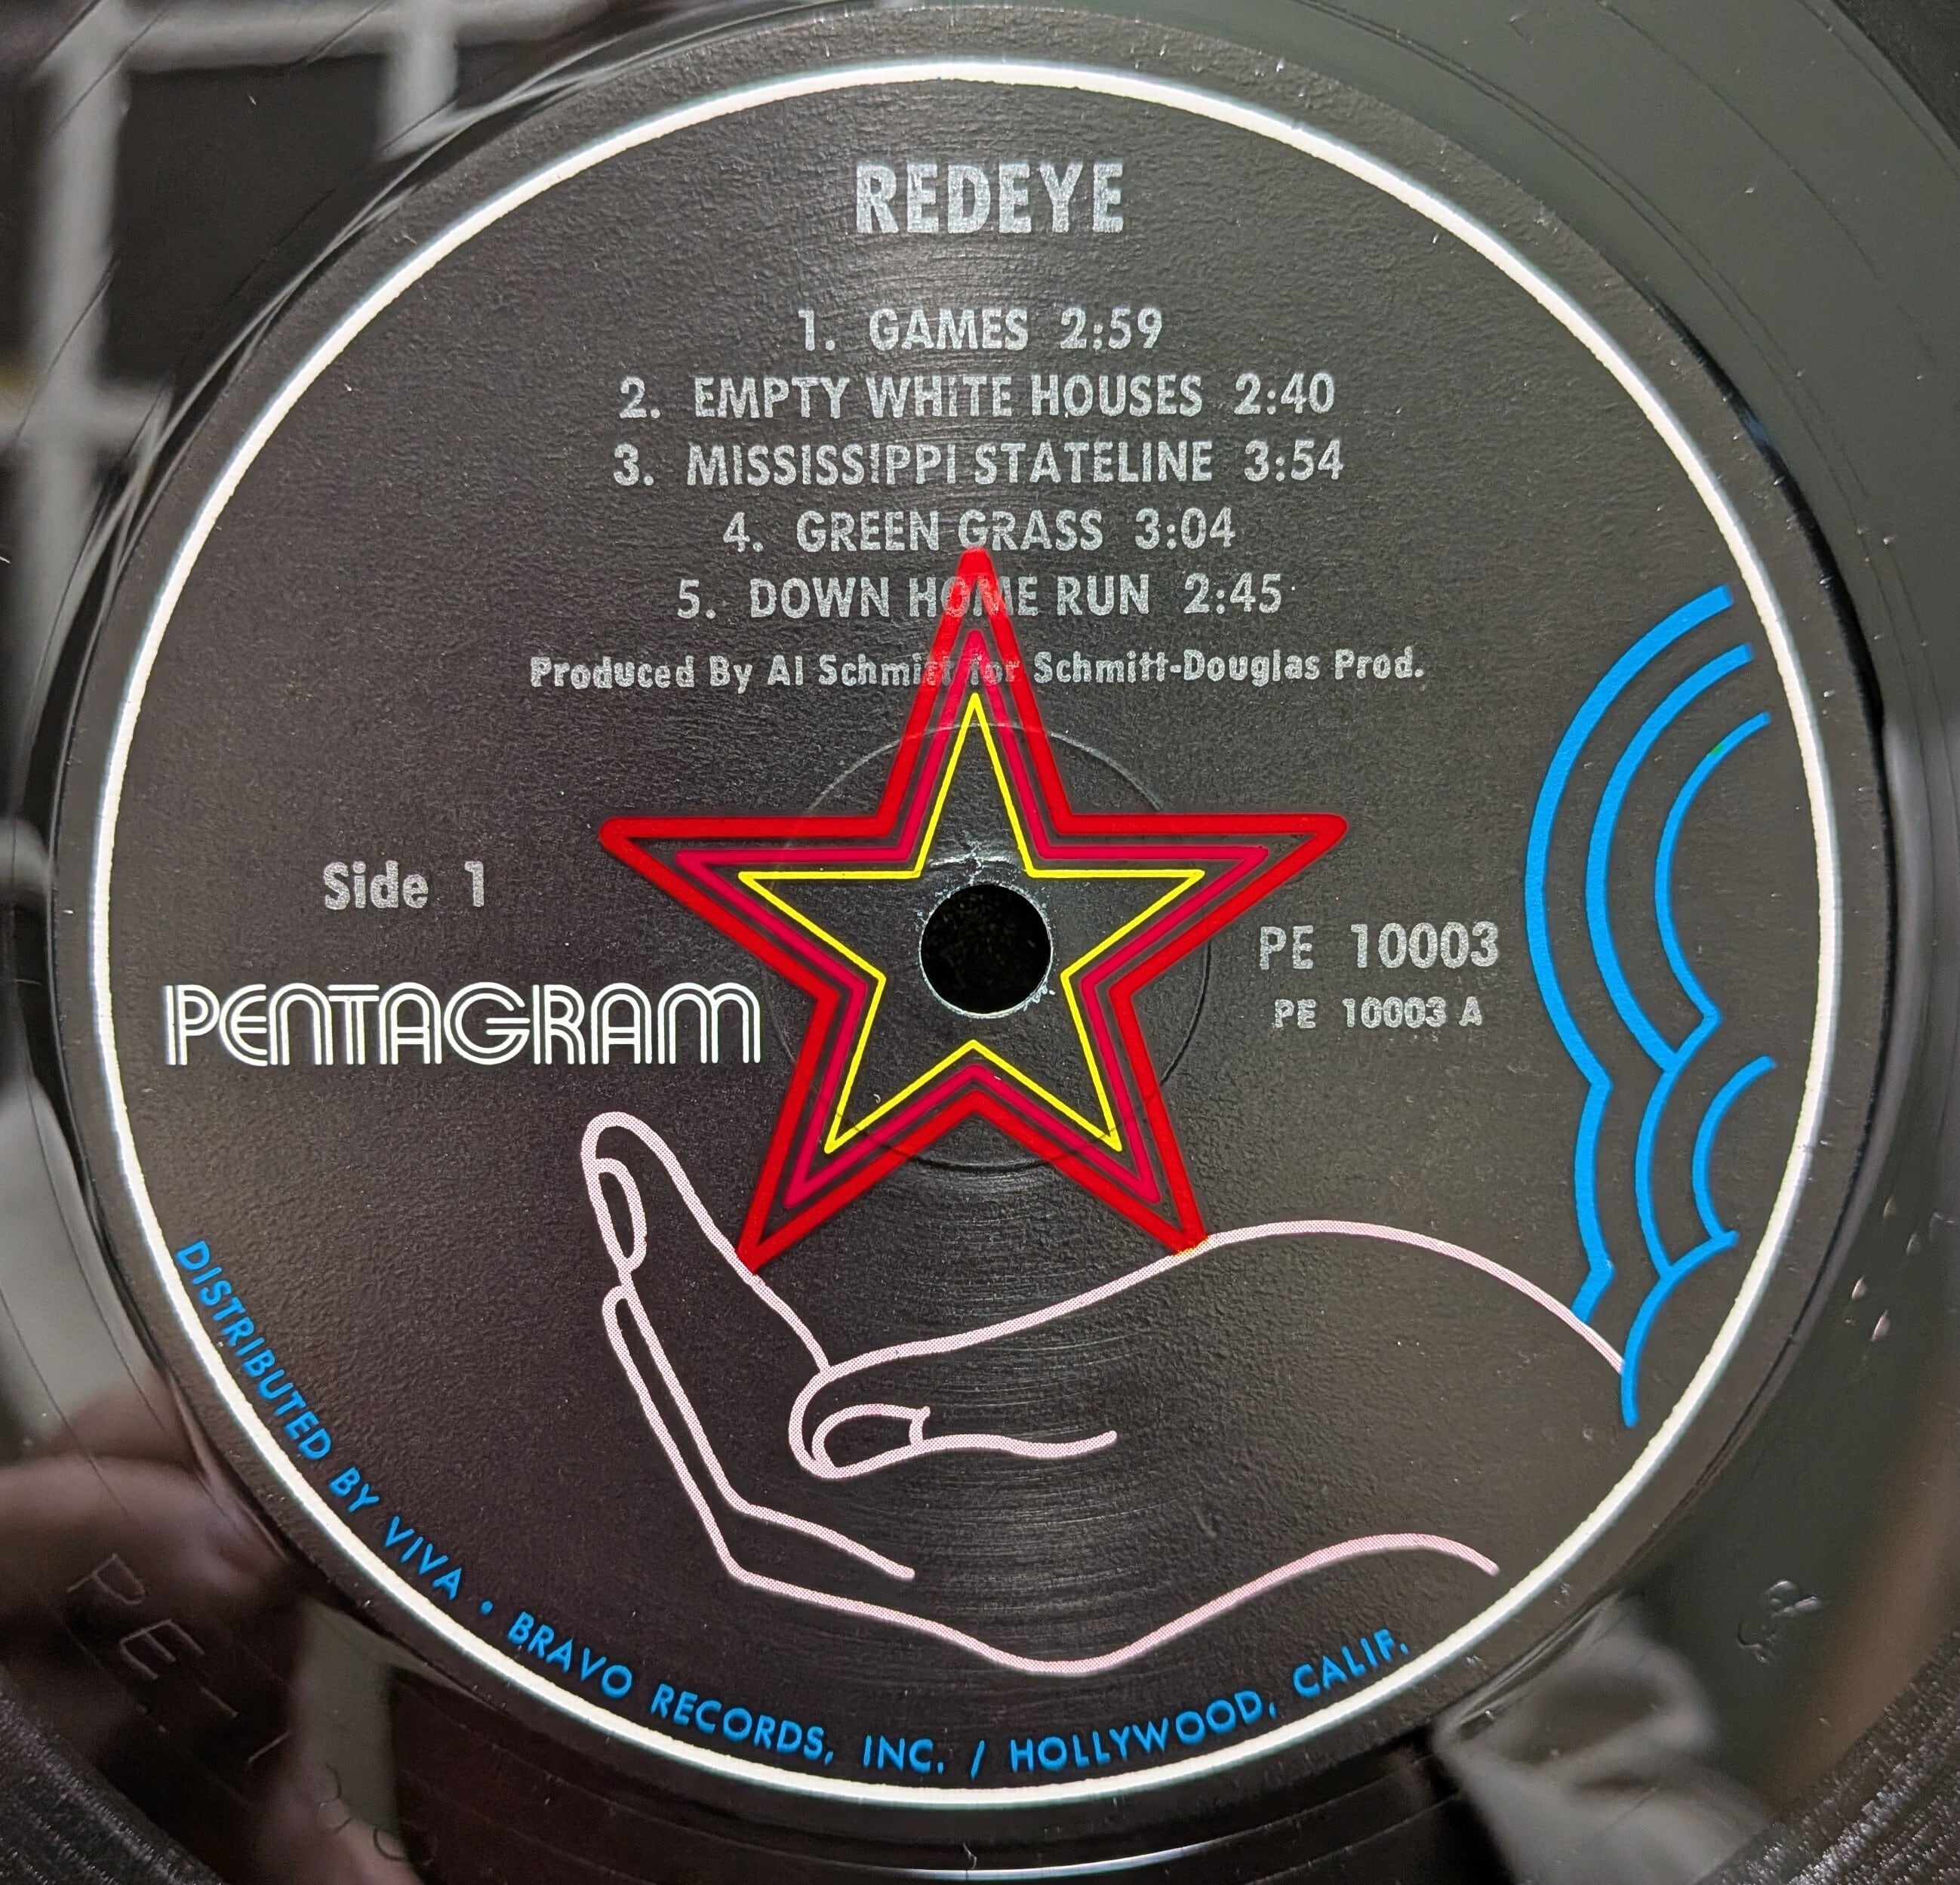 REDEYE
1. GAMES 2:59
2. EMPTY WHITE HOUSES 2:40
3. MISSISSIPPI STATELINE 3:54
4. GREEN GRASS 3:04
5. DOWN HOME RUN 2:45
Produced By Al Schmitt for Schmitt-Douglas Prod.
Side 1
PE 10003
PE 10003 A
PENTAGRAM
DISTRIBUTED BY VIVA • BRAVO RECORDS, INC. / HOLLYWOOD, CALIF.
PE-1